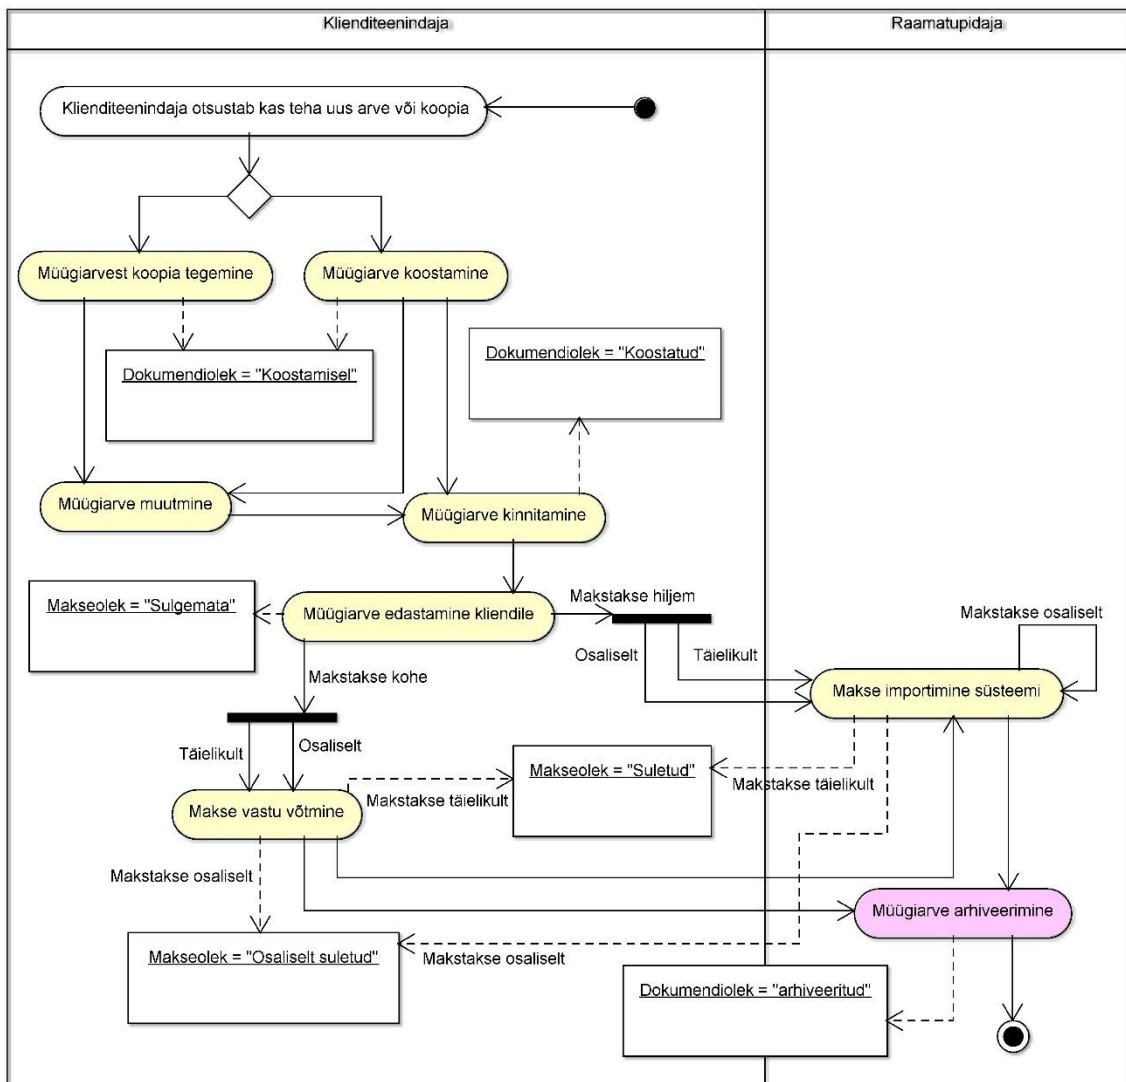 Klienditeenindaja
Raamatupidaja
Klienditeenindaja otsustab kas teha uus arve või koopia
Müügiarvest koopia tegemine
Müügiarve koostamine
Dokumendiolek = "Koostamisel"
Dokumendiolek = "Koostatud"
Müügiarve muutmine
Müügiarve kinnitamine
Makseolek = "Sulgemata"
Müügiarve edastamine kliendile
Makstakse hiljem
Osaliselt
Täielikult
Makstakse osaliselt
Makse importimine süsteemi
Makstakse kohe
Täielikult
Osaliselt
Makse vastu võtmine
Makstakse täielikult
Makseolek = "Suletud"
Makstakse täielikult
Makstakse osaliselt
Müügiarve arhiveerimine
Makseolek = "Osaliselt suletud"
Makstakse osaliselt
Dokumendiolek = "arhiveeritud"